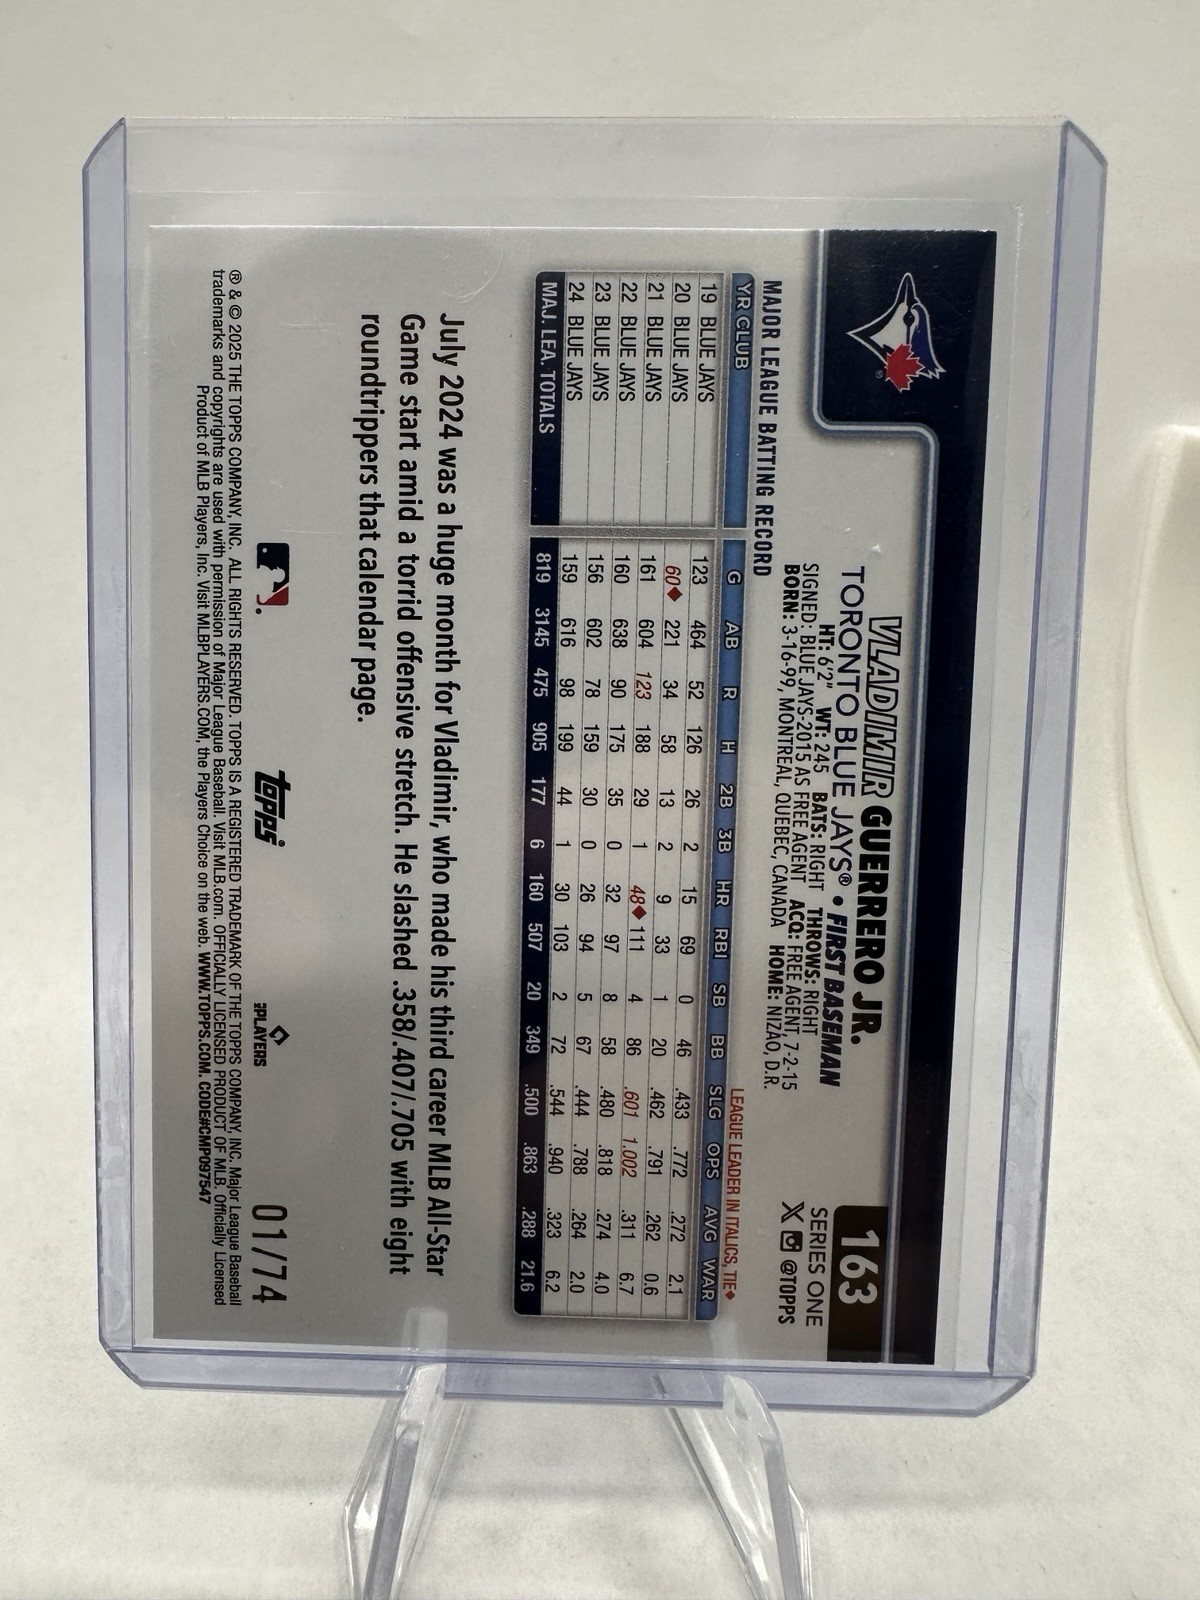 163
SERIES ONE
X @TOPPS
VLADIMIR GUERRERO JR.
TORONTO BLUE JAYS® • FIRST BASEMAN
HT: 6'2" WT: 245 BATS: RIGHT THROWS: RIGHT
SIGNED: BLUE JAYS-2015 AS FREE AGENT ACQ: FREE AGENT, 7-2-15
BORN: 3-16-99, MONTREAL, QUEBEC, CANADA HOME: NIZAO, D.R.
MAJOR LEAGUE BATTING RECORD LEAGUE LEADER IN ITALICS, TIE♦
YR CLUB G AB R H 2B 3B HR RBI SB BB SLG OPS AVG WAR
19 BLUE JAYS 123 464 52 126 26 2 15 69 0 46 .433 .772 .272 2.1
20 BLUE JAYS 60♦ 221 34 58 13 2 9 33 1 20 .462 .791 .262 0.6
21 BLUE JAYS 161 604 123 188 29 1 48♦ 111 4 86 .601 1.002 .311 6.7
22 BLUE JAYS 160 638 90 175 35 0 32 97 8 58 .480 .818 .274 4.0
23 BLUE JAYS 156 602 78 159 30 0 26 94 5 67 .444 .788 .264 2.0
24 BLUE JAYS 159 616 98 199 44 1 30 103 2 72 .544 .940 .323 6.2
MAJ. LEA. TOTALS 819 3145 475 905 177 6 160 507 20 349 .500 .863 .288 21.6
July 2024 was a huge month for Vladimir, who made his third career MLB All-Star
Game start amid a torrid offensive stretch. He slashed .358/.407/.705 with eight
roundtrippers that calendar page.
topps
PLAYERS
01/74
® & © 2025 THE TOPPS COMPANY, INC. ALL RIGHTS RESERVED. TOPPS IS A REGISTERED TRADEMARK OF THE TOPPS COMPANY, INC. Major League Baseball
trademarks and copyrights are used with permission of Major League Baseball. Visit MLB.com. OFFICIALLY LICENSED PRODUCT OF MLB. Officially Licensed
Product of MLB Players, Inc. Visit MLBPLAYERS.COM, the Players Choice on the web. WWW.TOPPS.COM. CODE#CMP097547